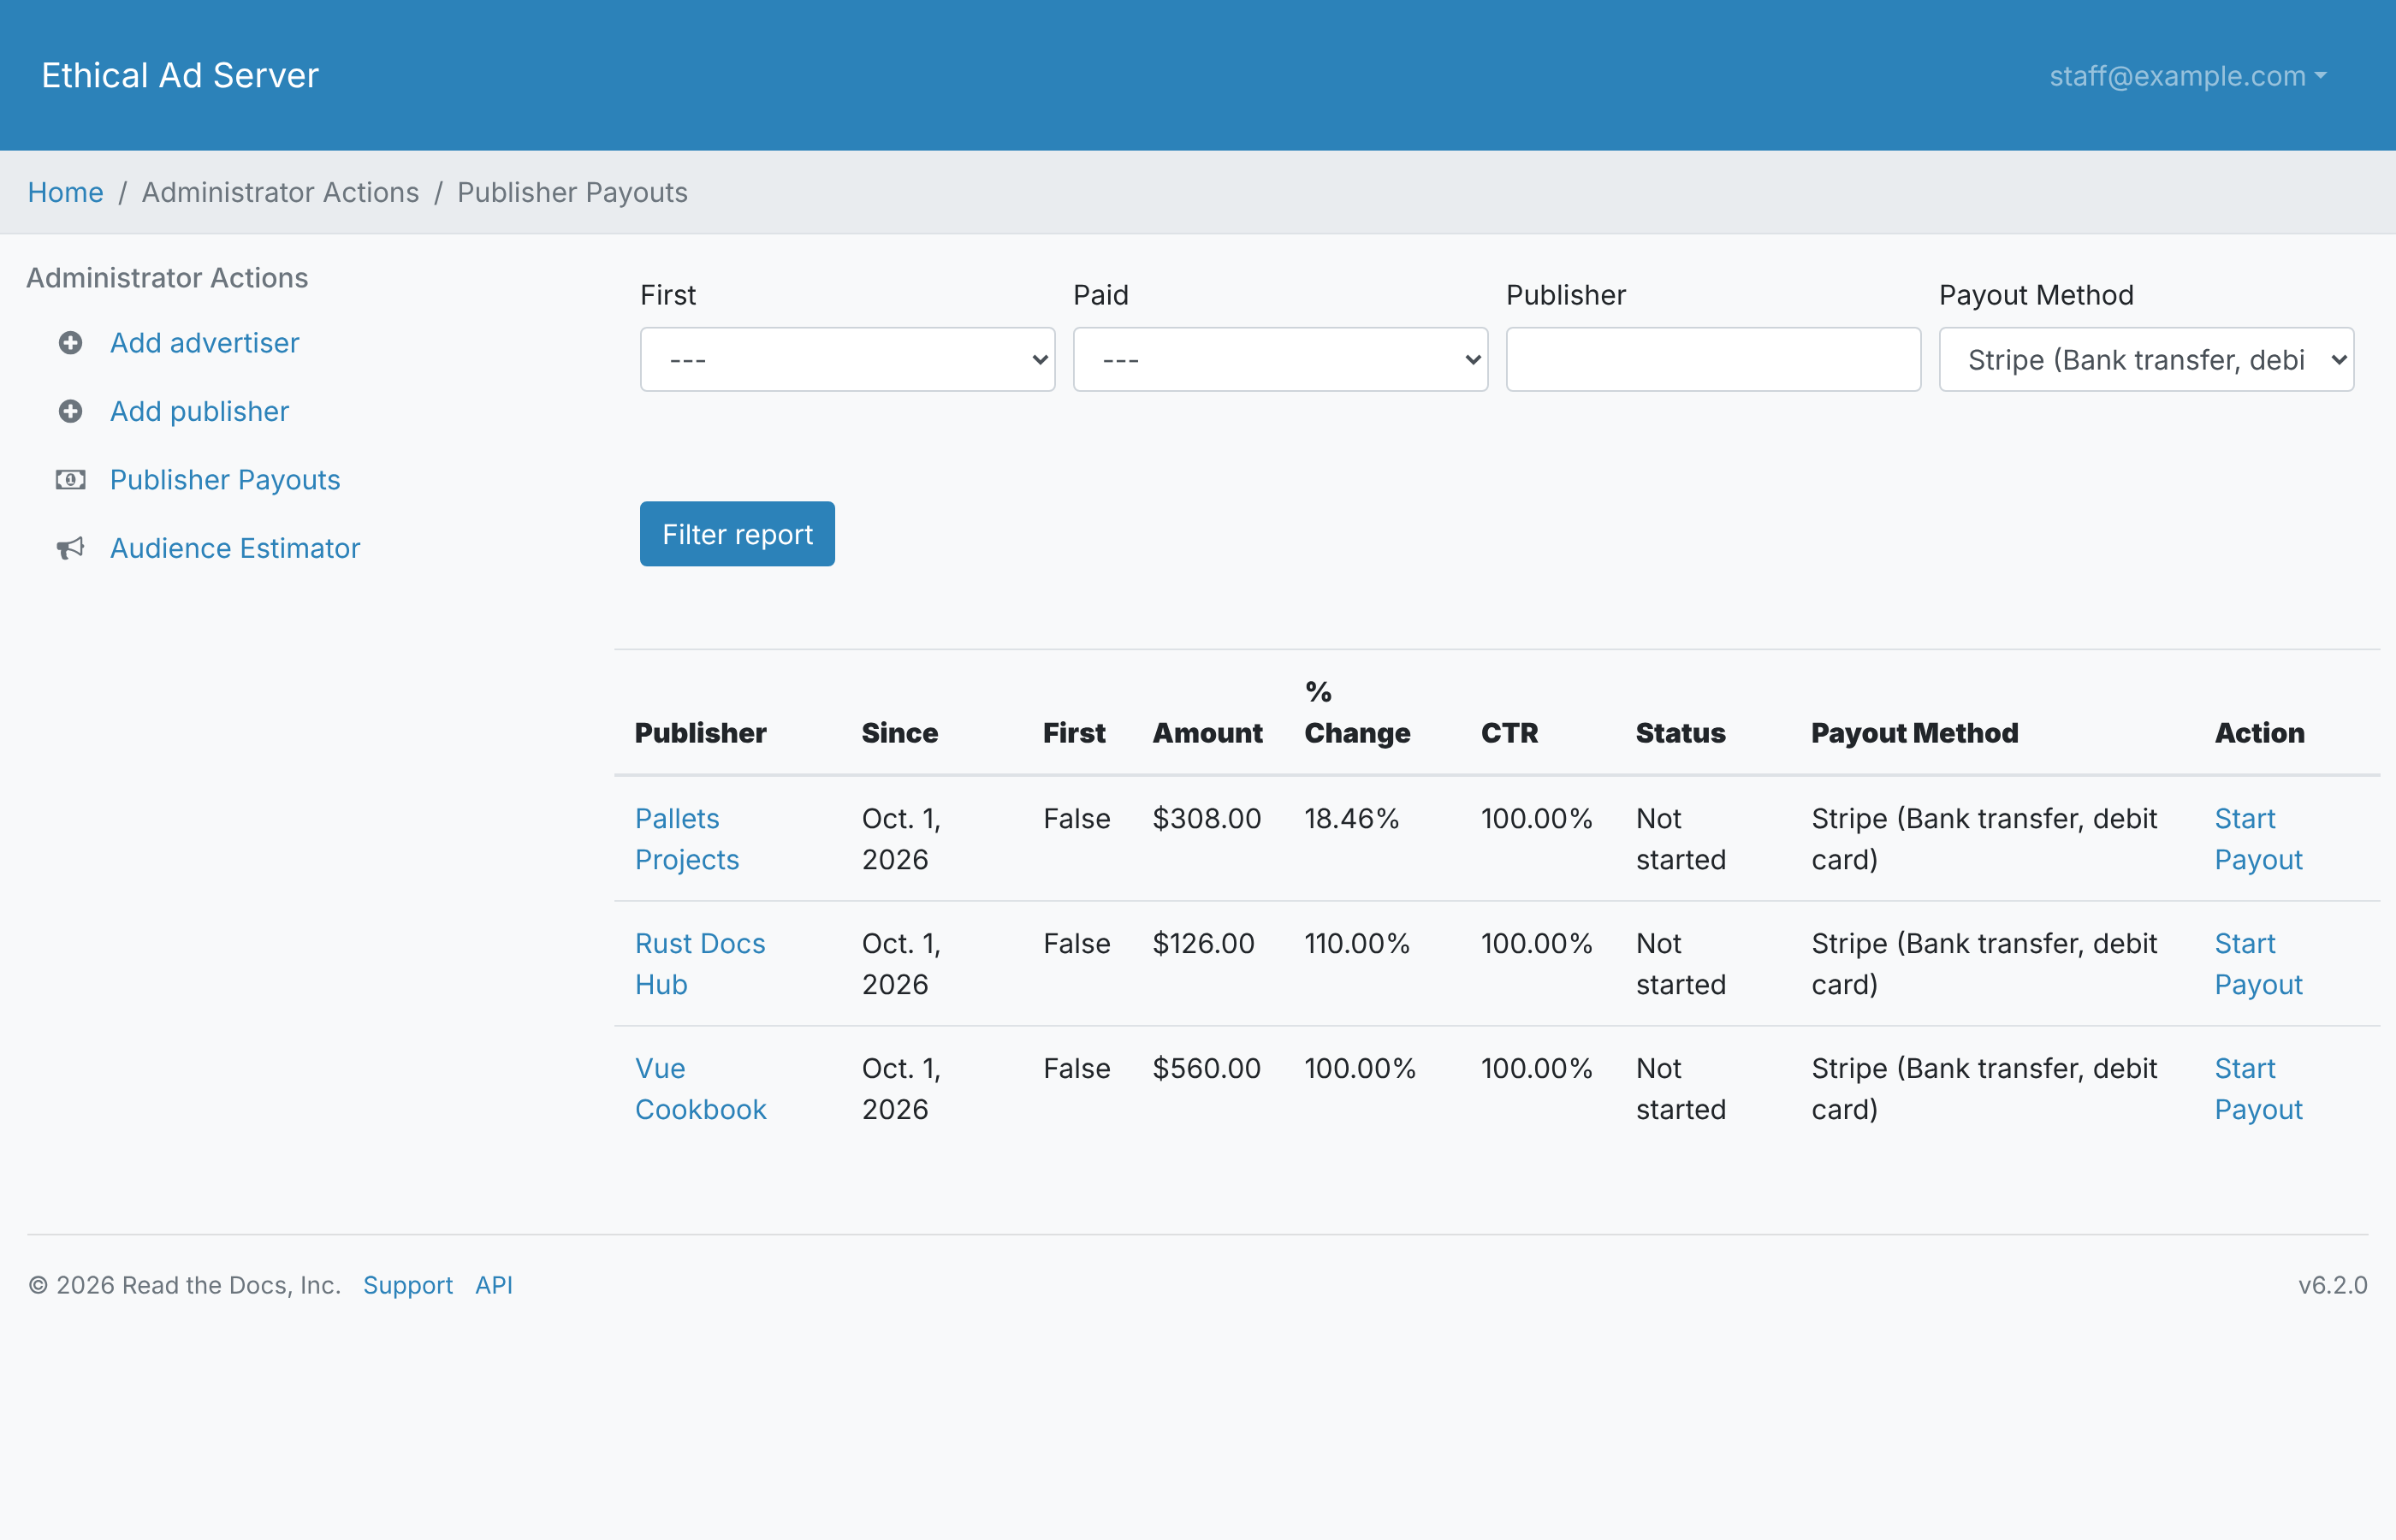 Ethical Ad Server
staff@example.com
Home / Administrator Actions / Publisher Payouts
Administrator Actions
Add advertiser
Add publisher
Publisher Payouts
Audience Estimator
First
Paid
Publisher
Payout Method
---
---
Stripe (Bank transfer, debi
Filter report
Publisher Since First Amount % Change CTR Status Payout Method Action
Pallets Oct. 1, False $308.00 18.46% 100.00% Not Stripe (Bank transfer, debit Start
Projects 2026 started card) Payout
Rust Docs Oct. 1, False $126.00 110.00% 100.00% Not Stripe (Bank transfer, debit Start
Hub 2026 started card) Payout
Vue Oct. 1, False $560.00 100.00% 100.00% Not Stripe (Bank transfer, debit Start
Cookbook 2026 started card) Payout
© 2026 Read the Docs, Inc. Support API
v6.2.0